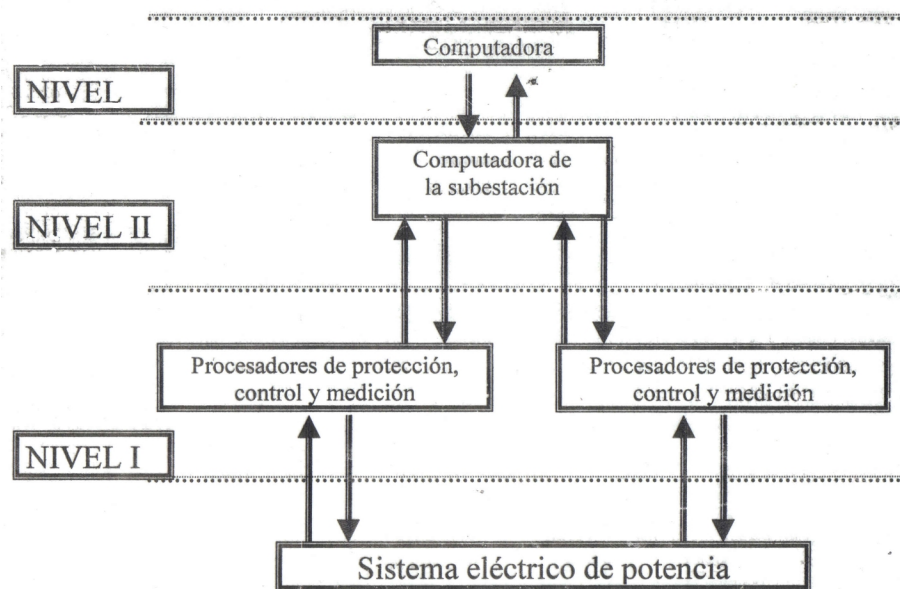 Computadora
NIVEL
Computadora de
la subestación
NIVEL II
Procesadores de protección,
control y medición
Procesadores de protección,
control y medición
NIVEL I
Sistema eléctrico de potencia